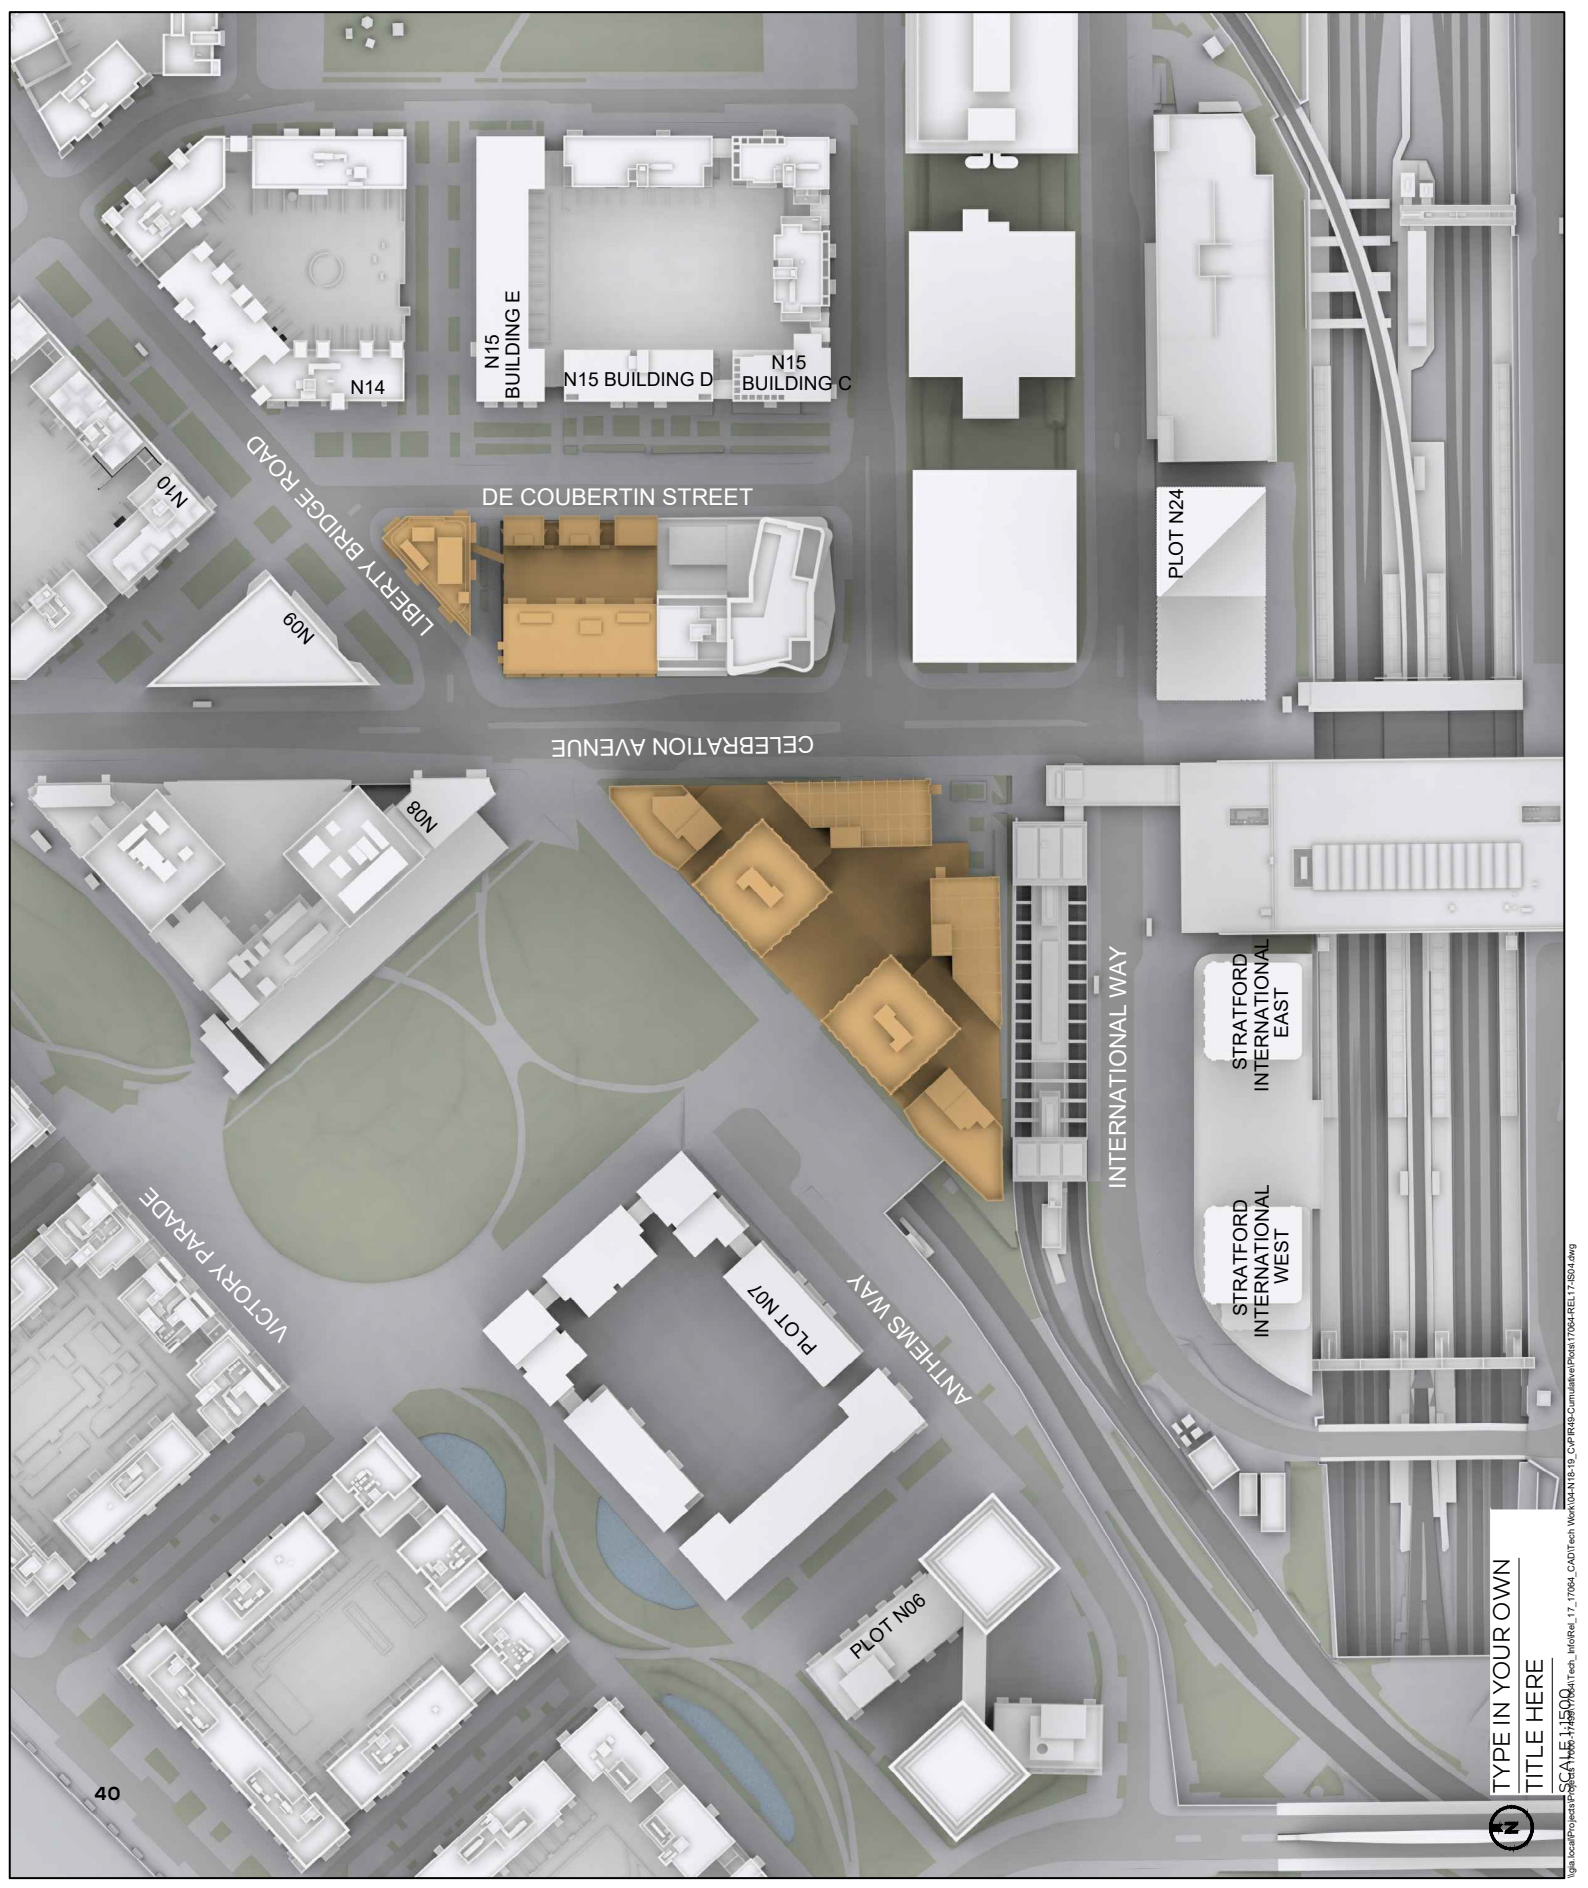 N15
BUILDING E
N15 BUILDING D
N15
BUILDING C
N14
LIBERTY BRIDGE ROAD
N10
DE COUBERTIN STREET
PLOT N24
N09
CELEBRATION AVENUE
N08
INTERNATIONAL WAY
STRATFORD
INTERNATIONAL
EAST
STRATFORD
INTERNATIONAL
WEST
VICTORY PARADE
PLOT N07
ANTHEMS WAY
PLOT N06
40
TYPE IN YOUR OWN
TITLE HERE
SCALE 1:1500
N